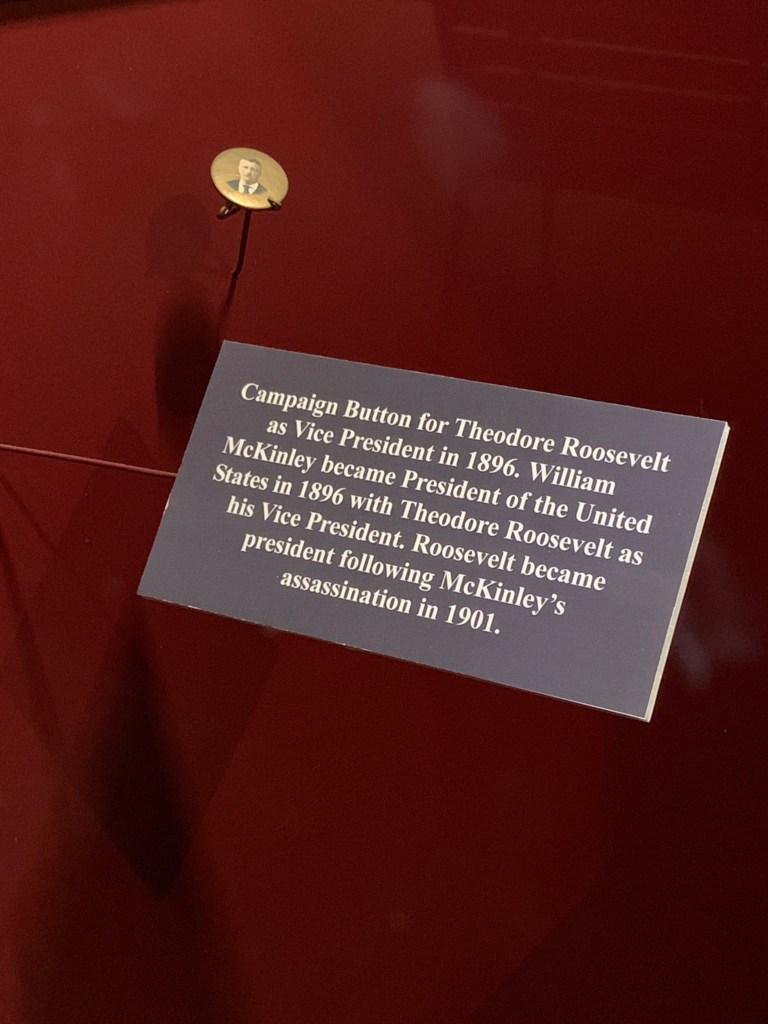 Campaign Button for Theodore Roosevelt
as Vice President in 1896. William
McKinley became President of the United
States in 1896 with Theodore Roosevelt as
his Vice President. Roosevelt became
president following McKinley's
assassination in 1901.